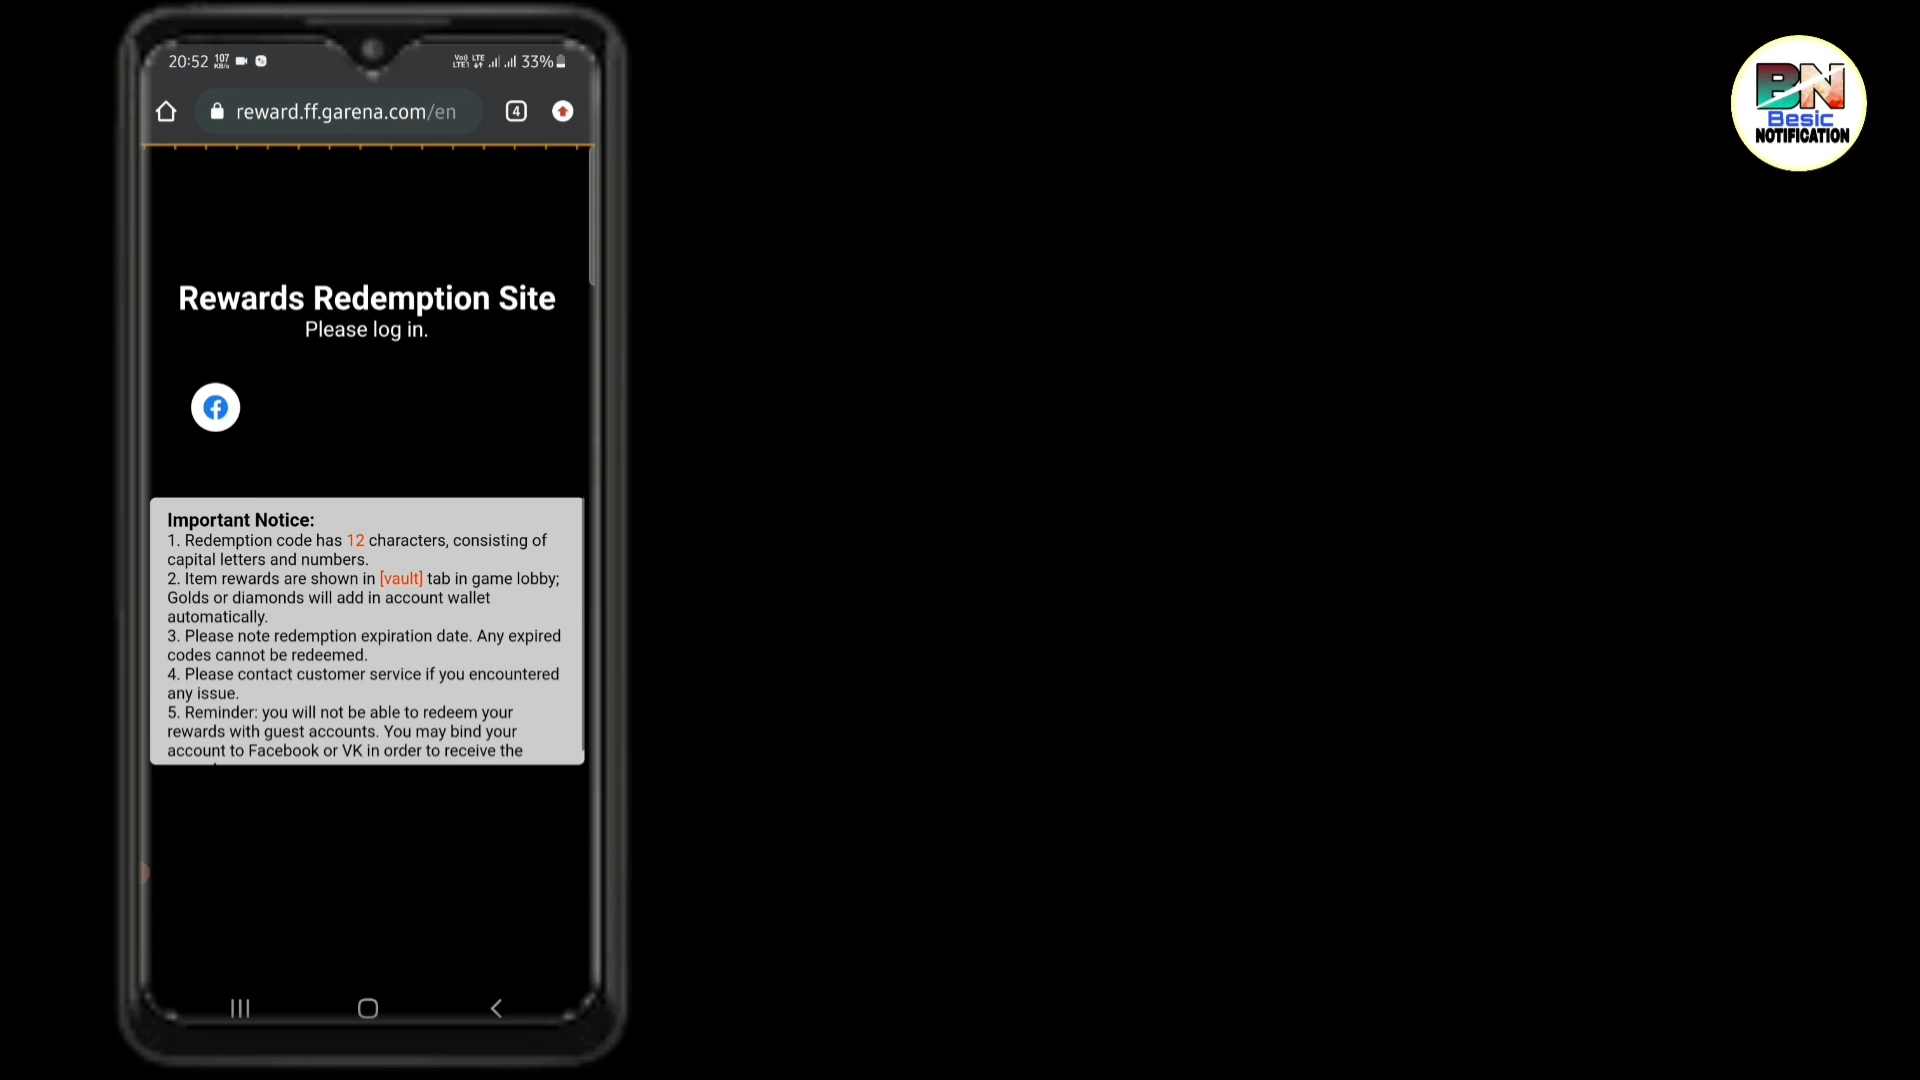 20:52 107 KB/s
Vo) LTE
LTE1
33%
reward.ff.garena.com/en
4
Rewards Redemption Site
Please log in.
Important Notice:
1. Redemption code has 12 characters, consisting of
capital letters and numbers.
2. Item rewards are shown in [vault] tab in game lobby;
Golds or diamonds will add in account wallet
automatically.
3. Please note redemption expiration date. Any expired
codes cannot be redeemed.
4. Please contact customer service if you encountered
any issue.
5. Reminder: you will not be able to redeem your
rewards with guest accounts. You may bind your
account to Facebook or VK in order to receive the
BN
Besic
NOTIFICATION